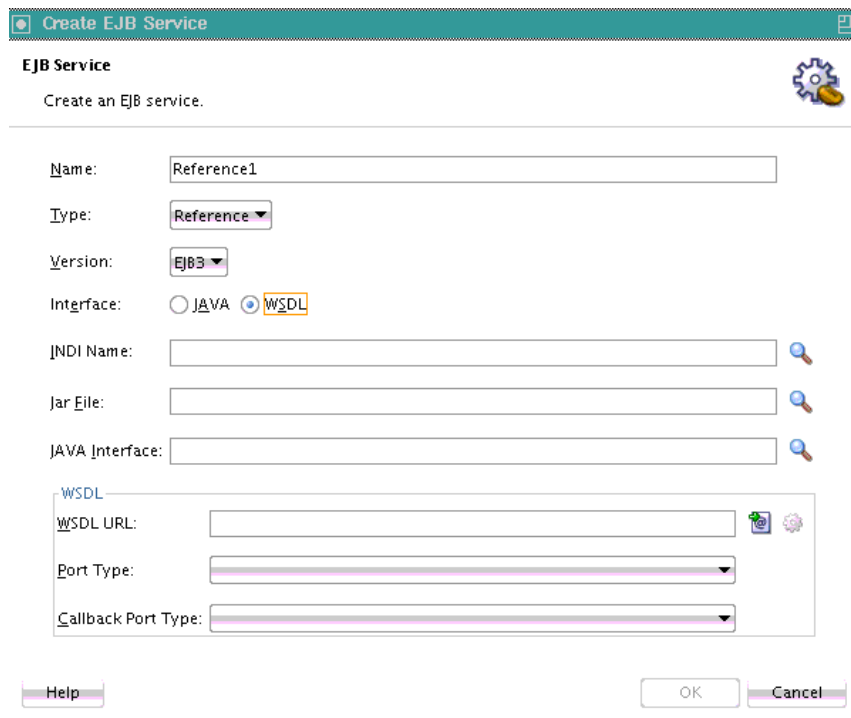 Create EJB Service
EJB Service
Create an EJB service.
Name: Reference1
Type: Reference
Version: EJB3
Interface: JAVA WSDL
JNDI Name:
Jar File:
JAVA Interface:
WSDL
WSDL URL:
Port Type:
Callback Port Type:
Help OK Cancel